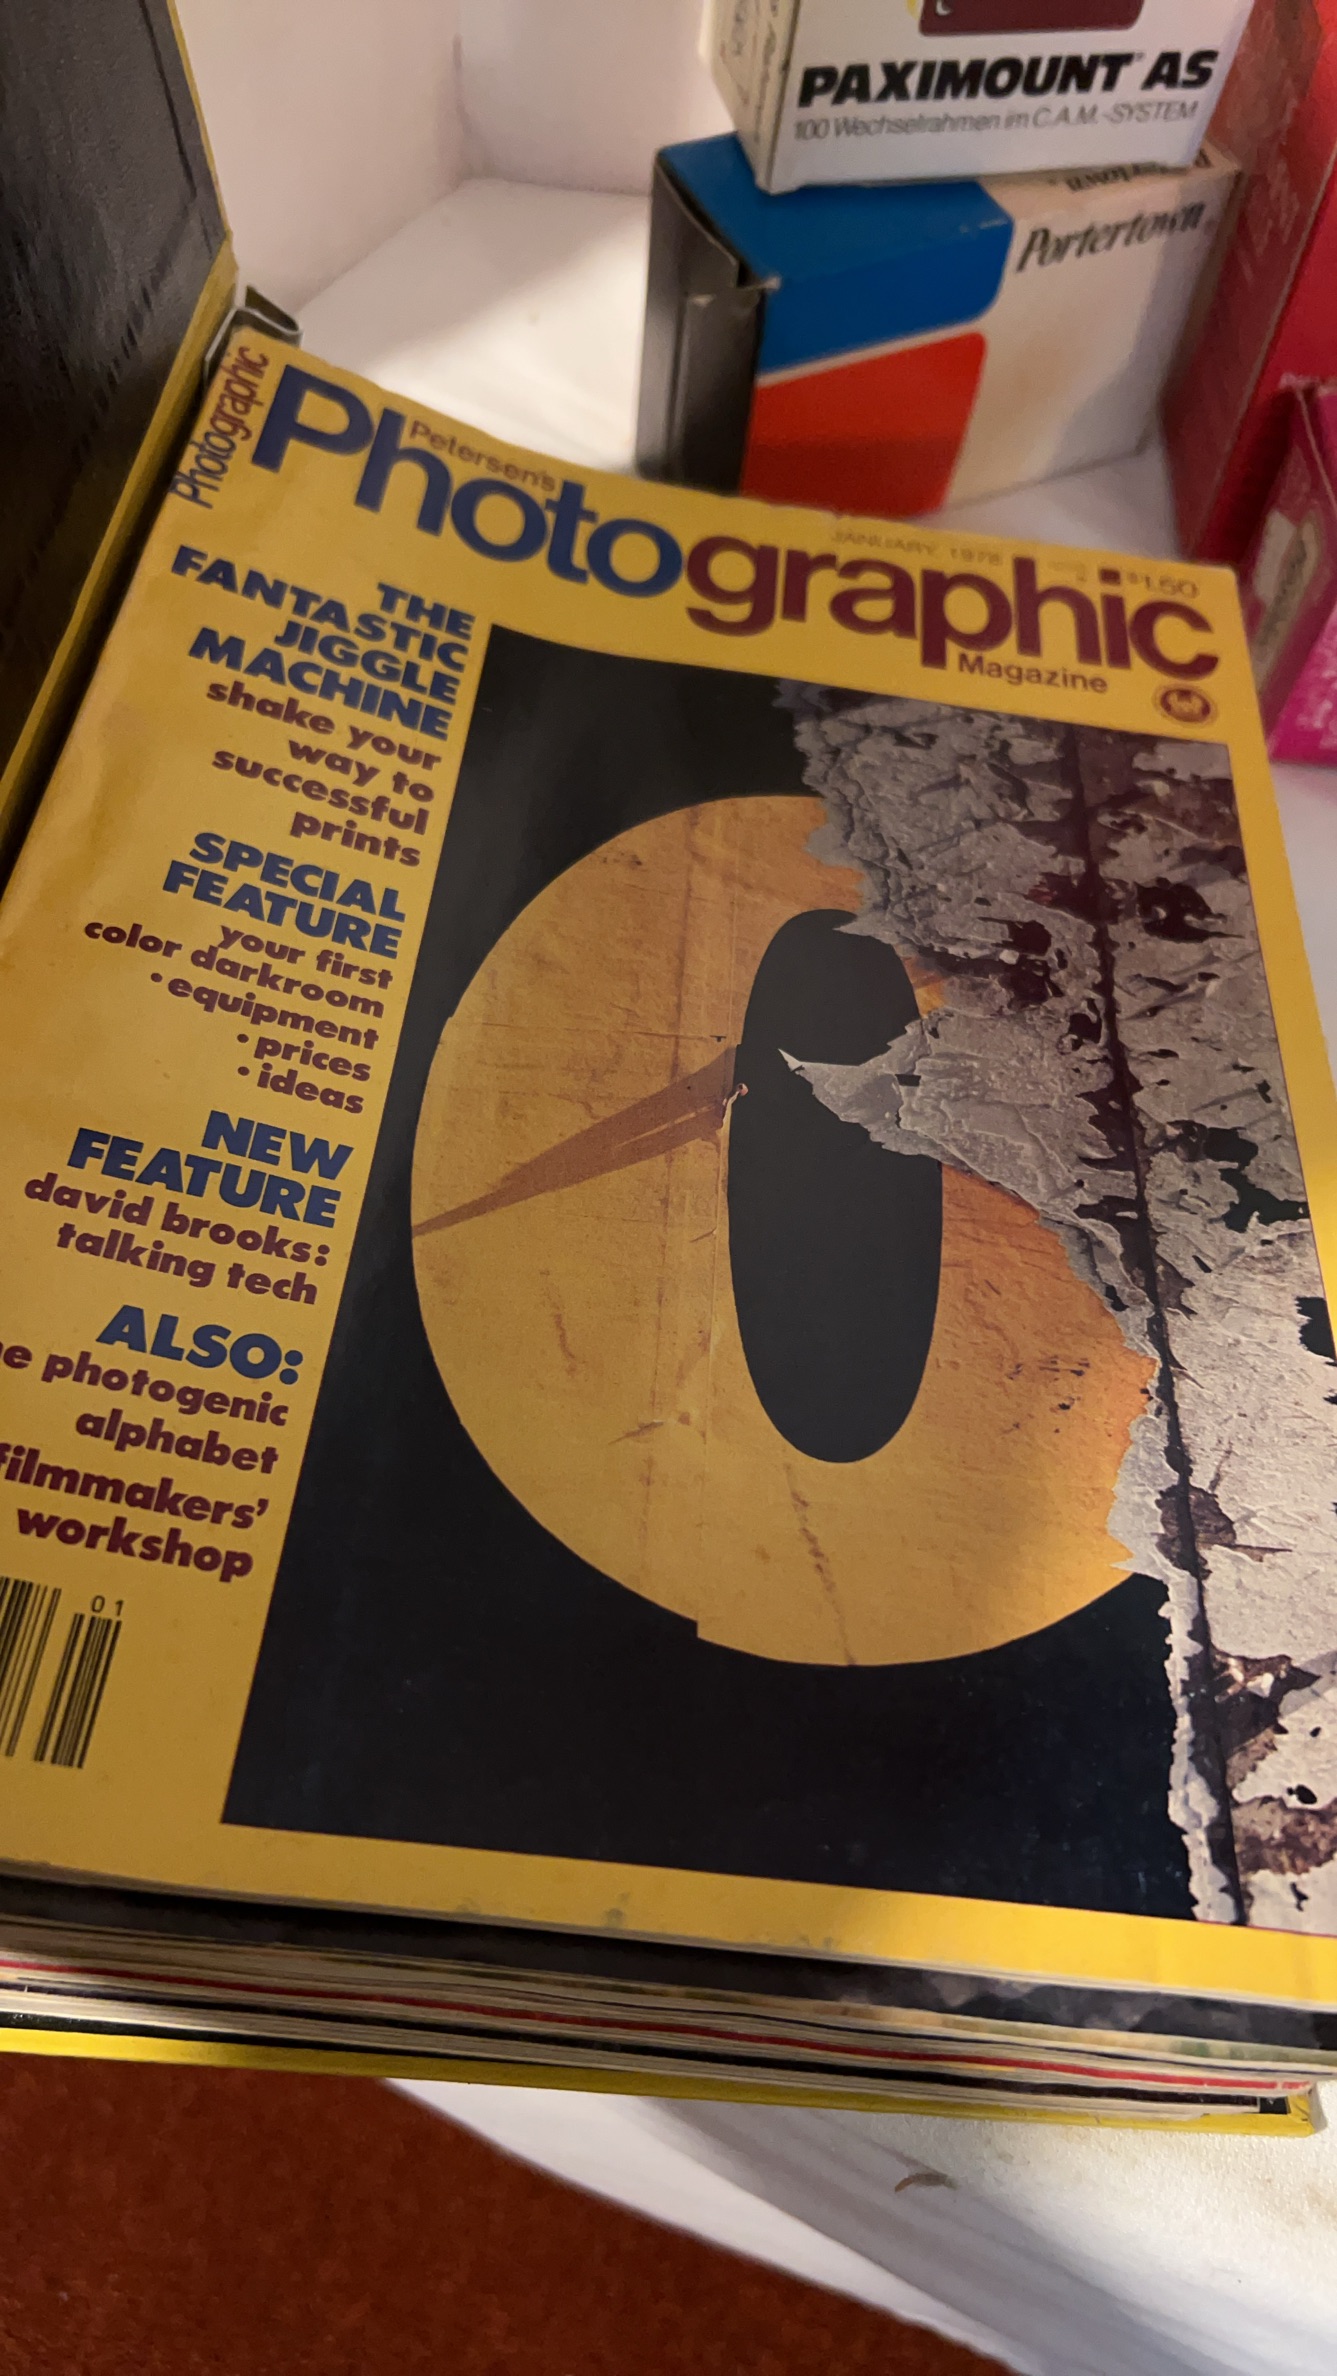 PAXIMOUNT AS
100 Wechselrahmen im C.A.M.-SYSTEM
Portertown
Photographic
Petersen's
Photographic
JANUARY 1978
$1.50
Magazine
THE
FANTASTIC
JIGGLE
MACHINE
shake your
way to
successful
prints
SPECIAL
FEATURE
your first
color darkroom
• equipment
• prices
• ideas
NEW
FEATURE
david brooks:
talking tech
ALSO:
e photogenic
alphabet
filmmakers'
workshop
01